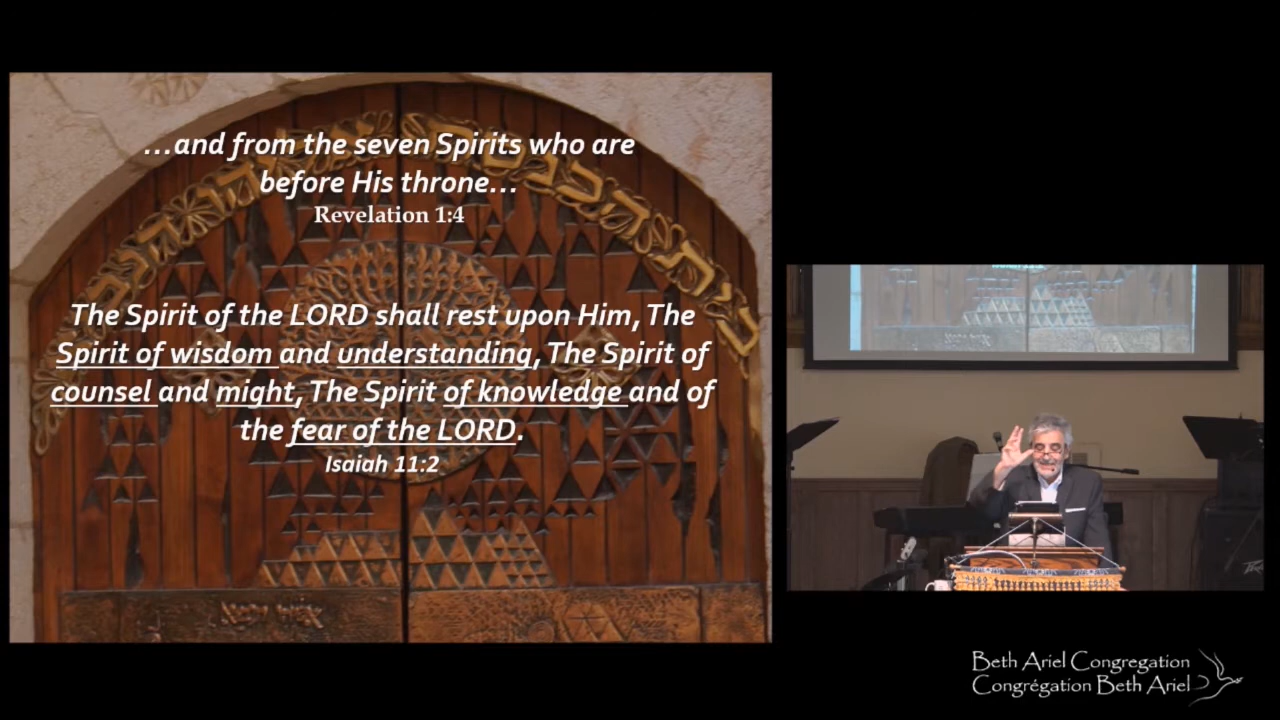 ...and from the seven Spirits who are
before His throne...
Revelation 1:4
The Spirit of the LORD shall rest upon Him, The
Spirit of wisdom and understanding, The Spirit of
counsel and might, The Spirit of knowledge and of
the fear of the LORD.
Isaiah 11:2
Beth Ariel Congregation
Congrégation Beth Ariel